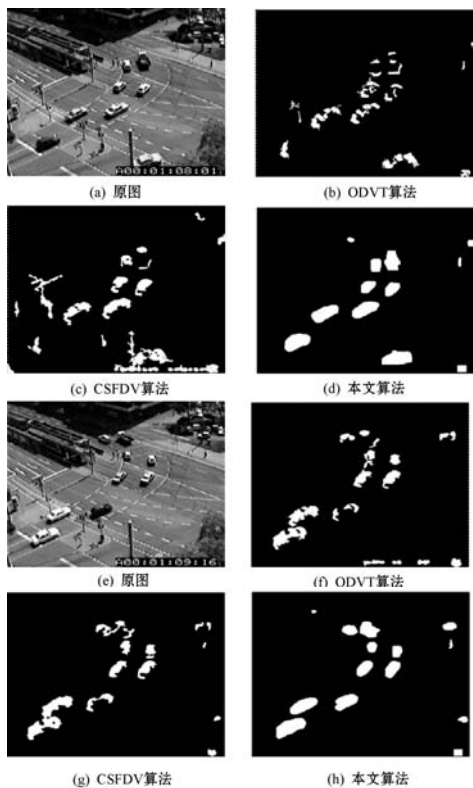 A00:01:08:01.
(a) 原图
(b) ODVT算法
(c) CSFDV算法
(d) 本文算法
A00:01:09:16.
(e) 原图
(f) ODVT算法
(g) CSFDV算法
(h) 本文算法